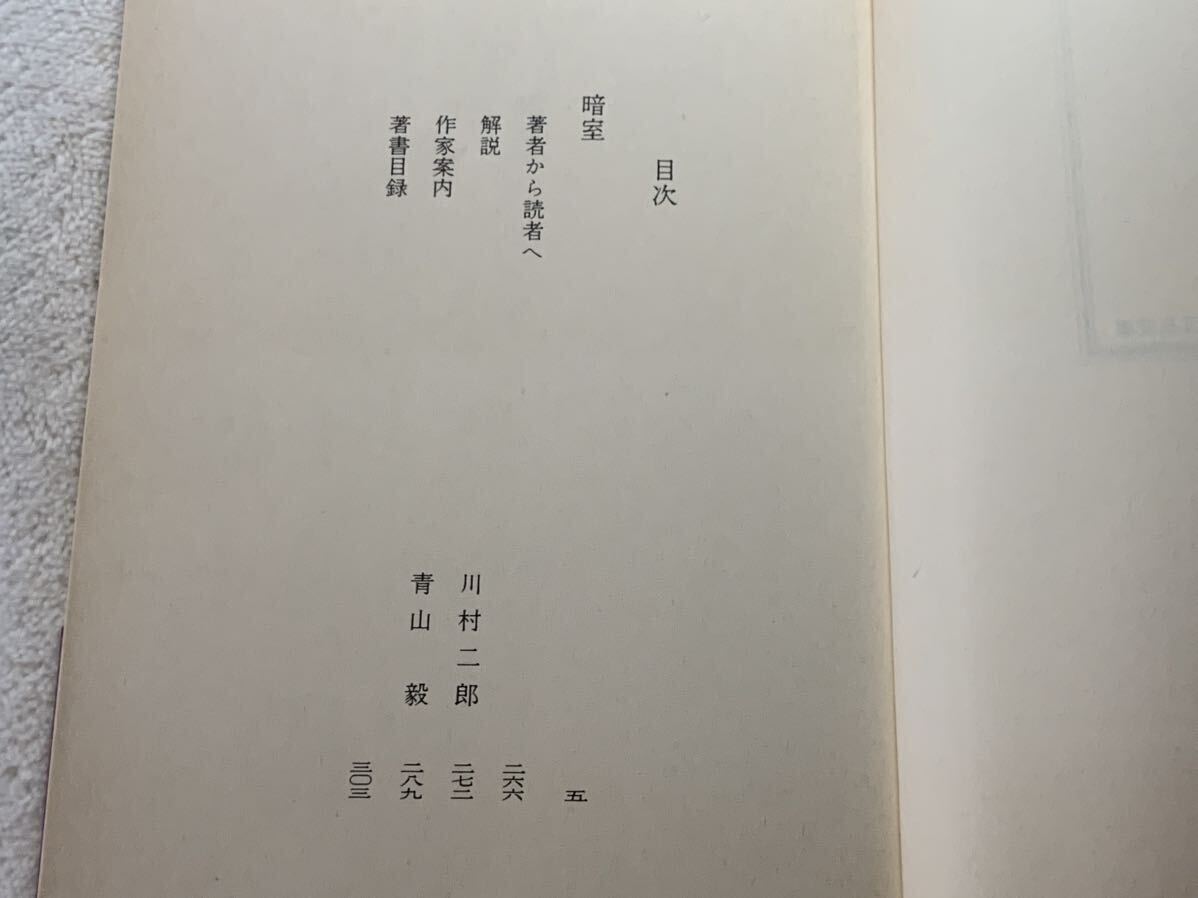 目次
暗室 五
著者から読者へ 二六六
解説 川村二郎 二七二
作家案内 青山毅 二八九
著書目録 三〇三